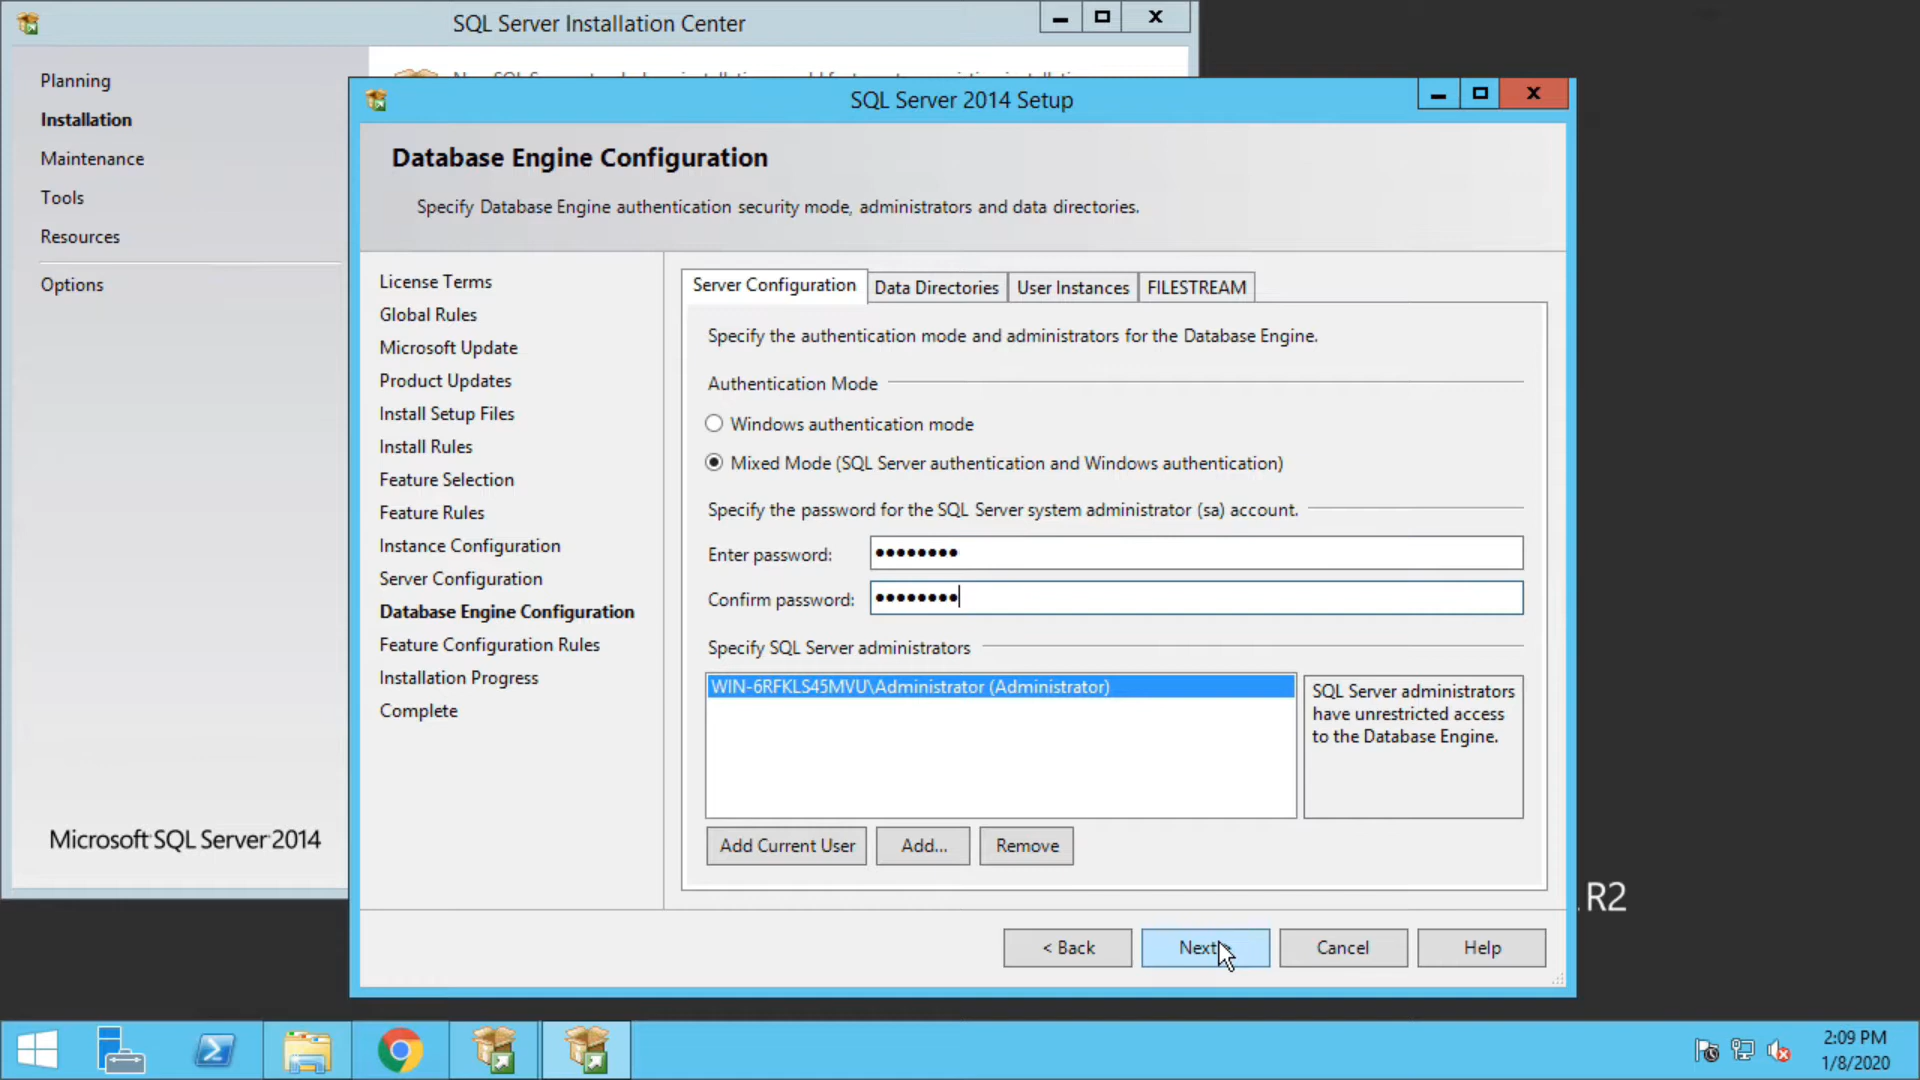 SQL Server Installation Center
Planning
Installation
Maintenance
Tools
Resources
Options
Microsoft SQL Server 2014
SQL Server 2014 Setup
Database Engine Configuration
Specify Database Engine authentication security mode, administrators and data directories.
License Terms
Global Rules
Microsoft Update
Product Updates
Install Setup Files
Install Rules
Feature Selection
Feature Rules
Instance Configuration
Server Configuration
Database Engine Configuration
Feature Configuration Rules
Installation Progress
Complete
Server Configuration
Data Directories
User Instances
FILESTREAM
Specify the authentication mode and administrators for the Database Engine.
Authentication Mode
Windows authentication mode
Mixed Mode (SQL Server authentication and Windows authentication)
Specify the password for the SQL Server system administrator (sa) account.
Enter password: ●●●●●●●●
Confirm password: ●●●●●●●●
Specify SQL Server administrators
WIN-6RFKLS45MVU\Administrator (Administrator)
SQL Server administrators
have unrestricted access
to the Database Engine.
Add Current User
Add...
Remove
< Back
Next
Cancel
Help
R2
2:09 PM
1/8/2020